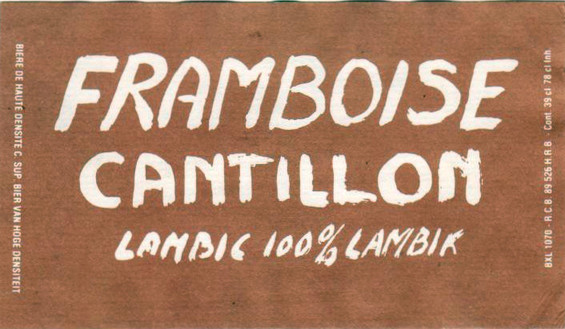 BIERE DE HAUTE DENSITE C. SUP. BIER VAN HOGE DENSITEIT
FRAMBOISE
CANTILLON
LAMBIC 100% LAMBIK
BXL 1070 - R.C.B. 89 526 H.R.B. - Cont. 39 cl 78 cl Inh.